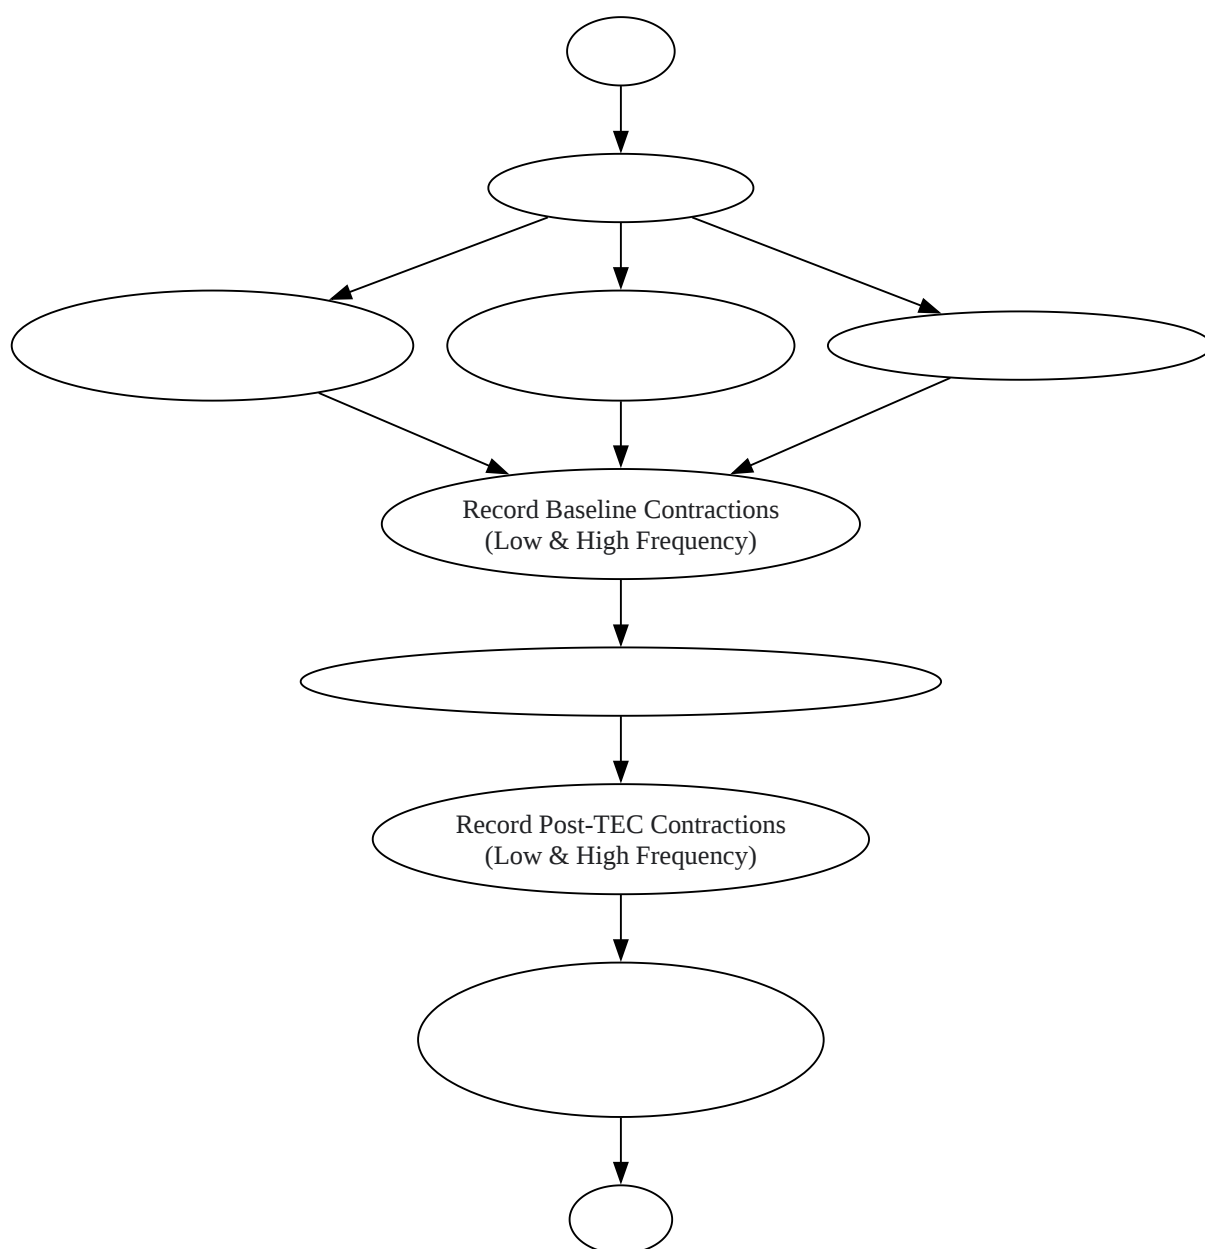 Record Baseline Contractions
(Low & High Frequency)
Record Post-TEC Contractions
(Low & High Frequency)